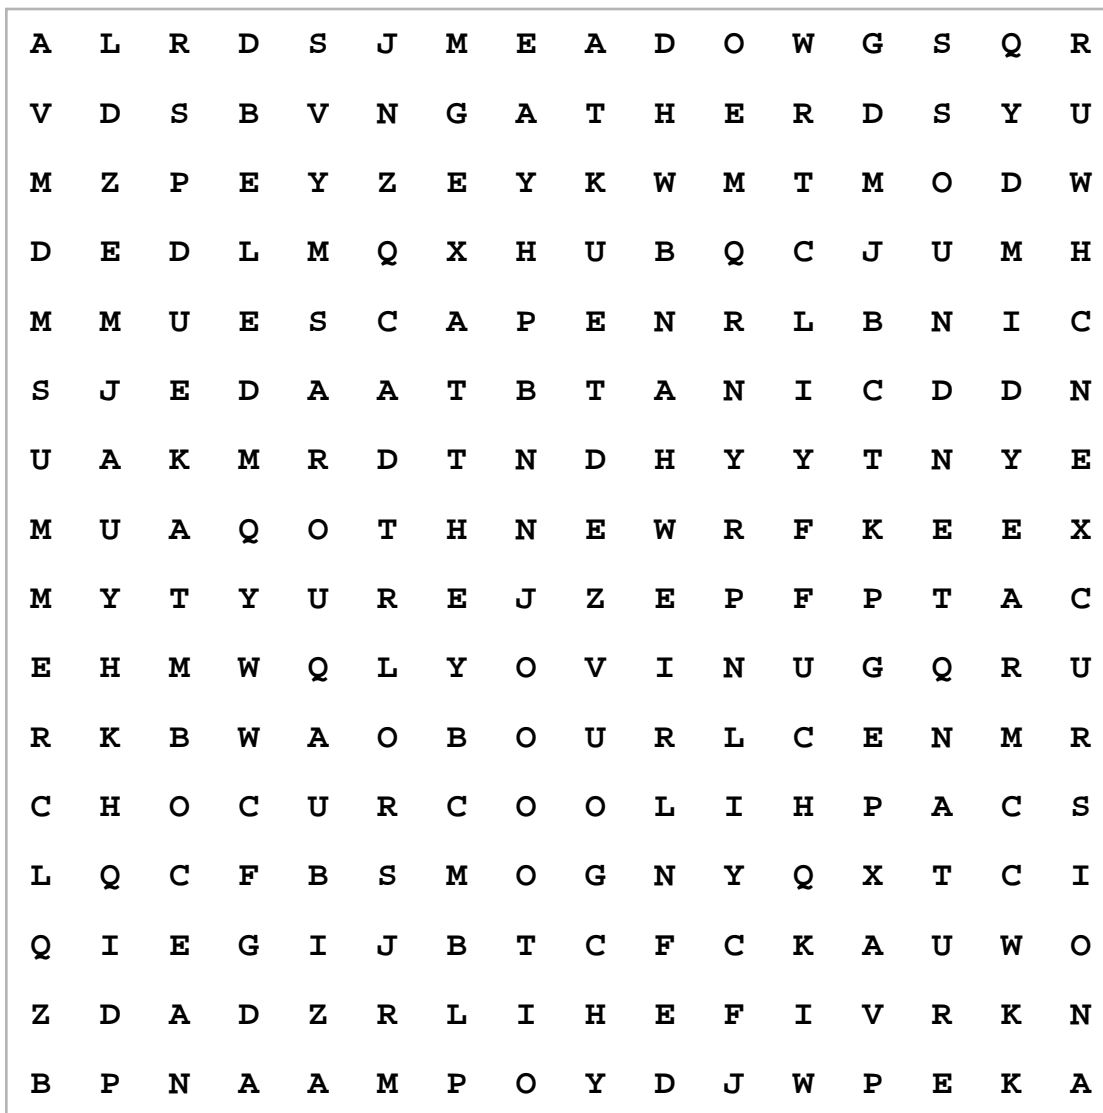 A L R D S J M E A D O W G S Q R
V D S B V N G A T H E R D S Y U
M Z P E Y Z E Y K W M T M O D W
D E D L M Q X H U B Q C J U M H
M M U E S C A P E N R L B N I C
S J E D A A T B T A N I C D D N
U A K M R D T N D H Y Y T N Y E
M U A Q O T H N E W R F K E E X
M Y T Y U R E J Z E P F P T A C
E H M W Q L Y O V I N U G Q R U
R K B W A O B O U R L C E N M R
C H O C U R C O O L I H P A C S
L Q C F B S M O G N Y Q X T C I
Q I E G I J B T C F C K A U W O
Z D A D Z R L I H E F I V R K N
B P N A A M P O Y D J W P E K A